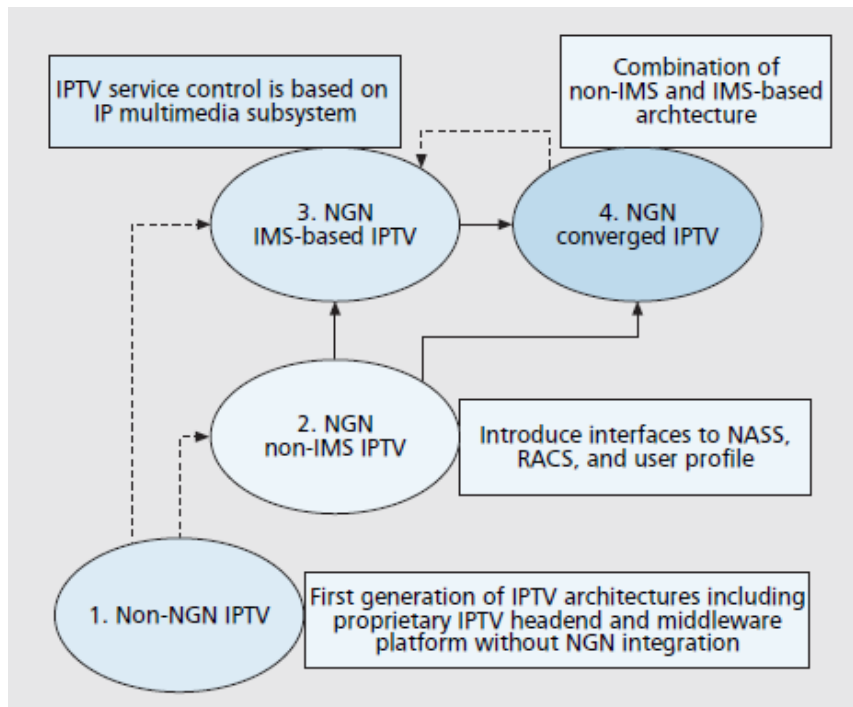 IPTV service control is based on
IP multimedia subsystem
Combination of
non-IMS and IMS-based
archtecture
3. NGN
IMS-based IPTV
4. NGN
converged IPTV
2. NGN
non-IMS IPTV
Introduce interfaces to NASS,
RACS, and user profile
1. Non-NGN IPTV
First generation of IPTV architectures including
proprietary IPTV headend and middleware
platform without NGN integration